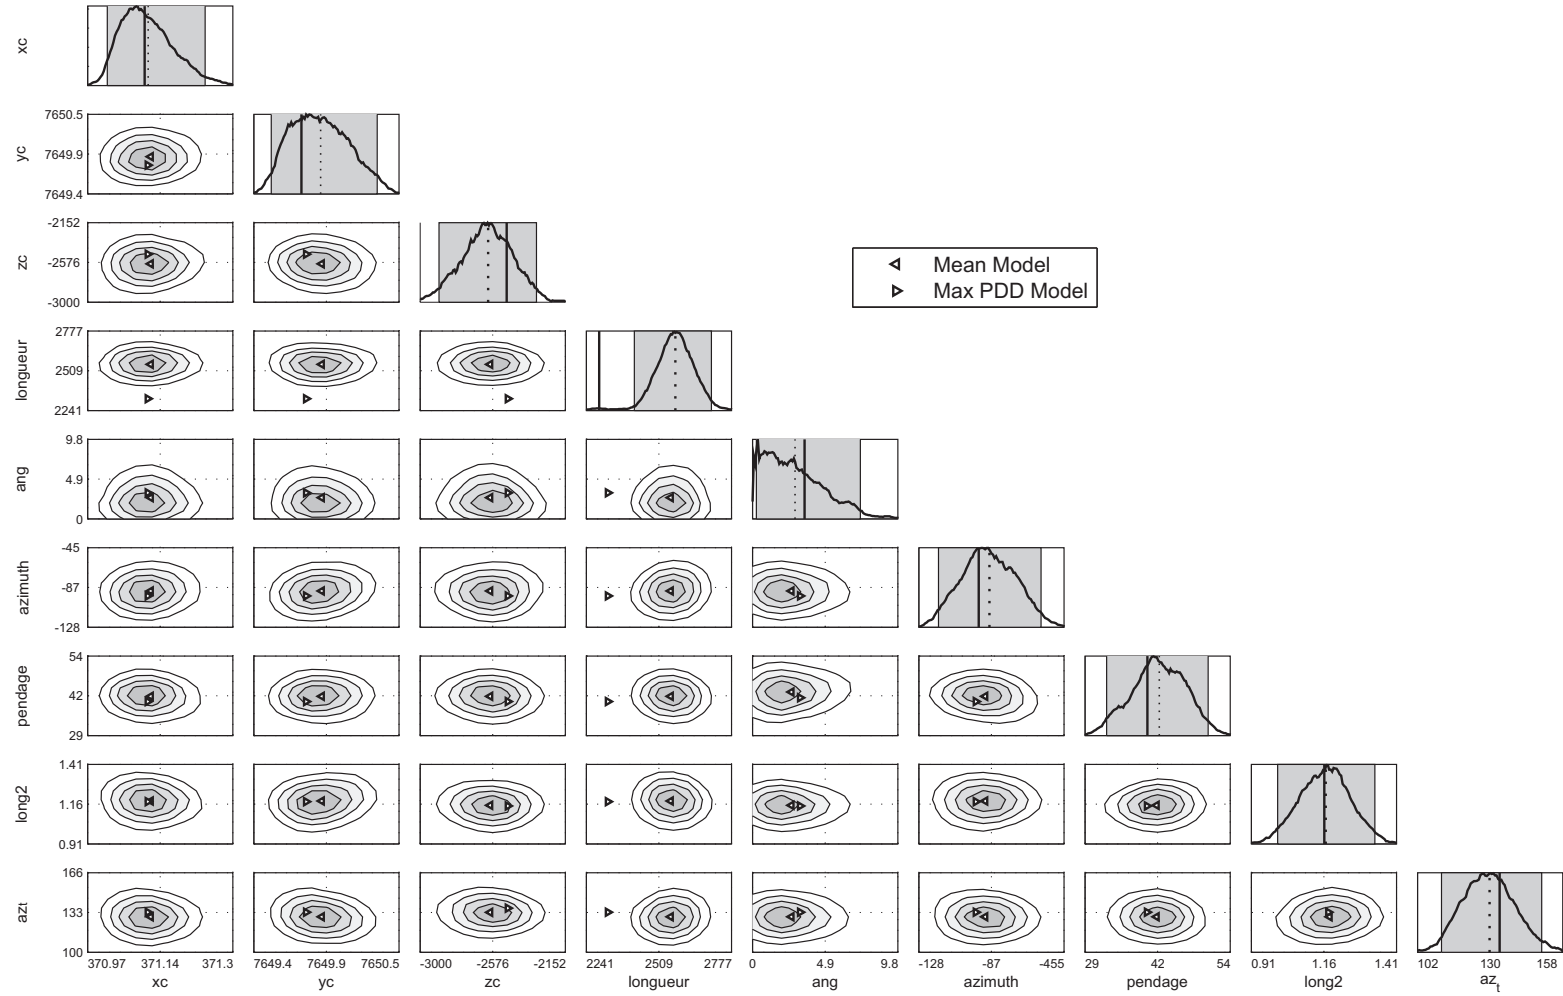 xc
7650.5
7649.9
7649.4
yc
-2152
-2576
-3000
zc
Mean Model
Max PDD Model
2777
2509
2241
longueur
9.8
4.9
0
ang
-45
-87
-128
azimuth
54
42
29
pendage
1.41
1.16
0.91
long2
166
133
100
azt
370.97 371.14 371.3
7649.4 7649.9 7650.5
-3000 -2576 -2152
2241 2509 2777
0 4.9 9.8
-128 -87 -455
29 42 54
0.91 1.16 1.41
102 130 158
xc yc zc longueur ang azimuth pendage long2 az_t